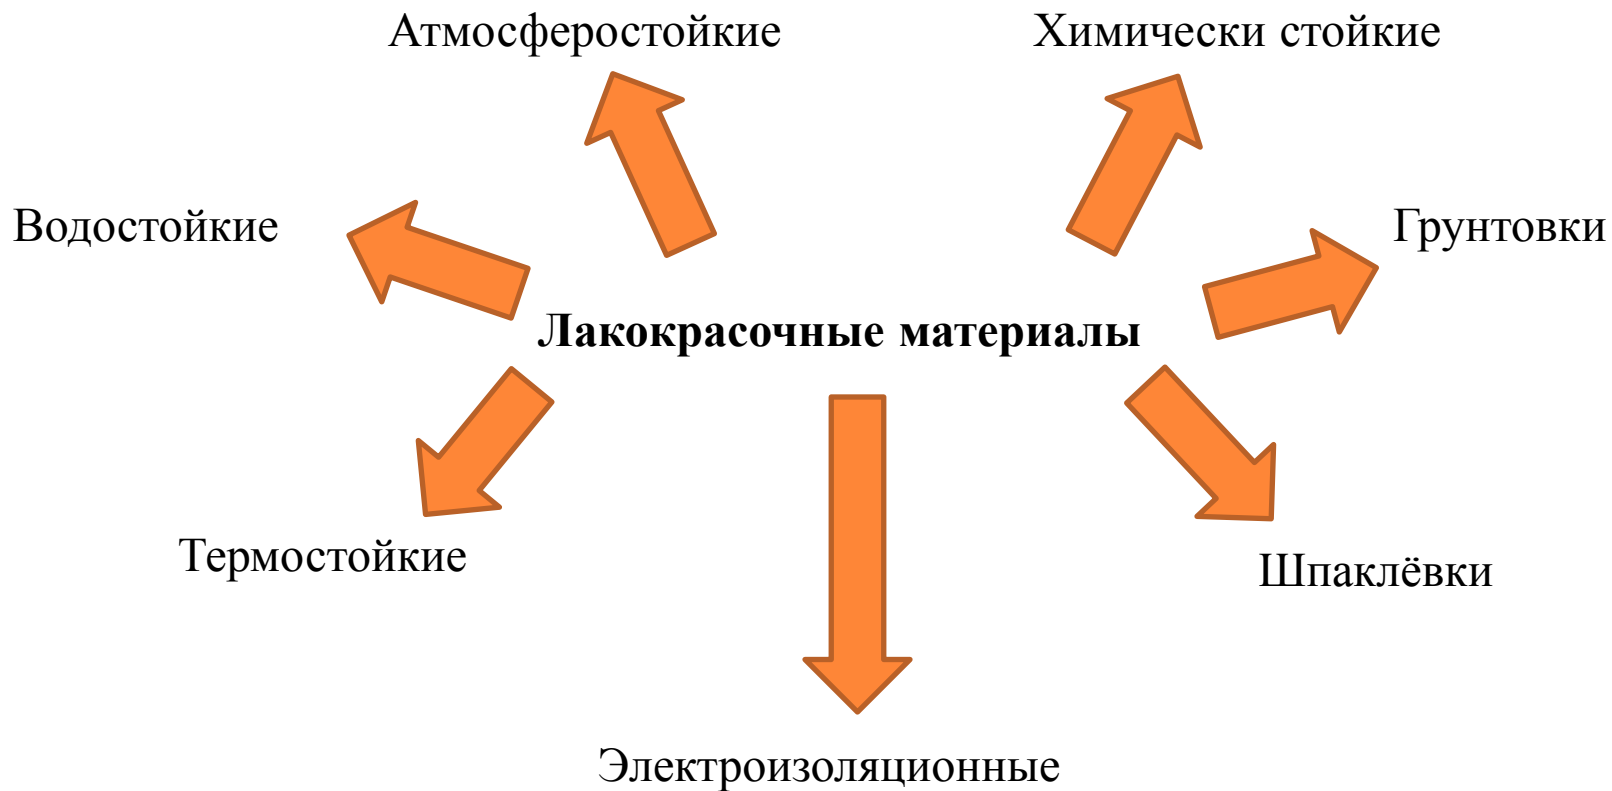 Атмосферостойкие
Химически стойкие
Водостойкие
Грунтовки
Лакокрасочные материалы
Термостойкие
Шпаклёвки
Электроизоляционные